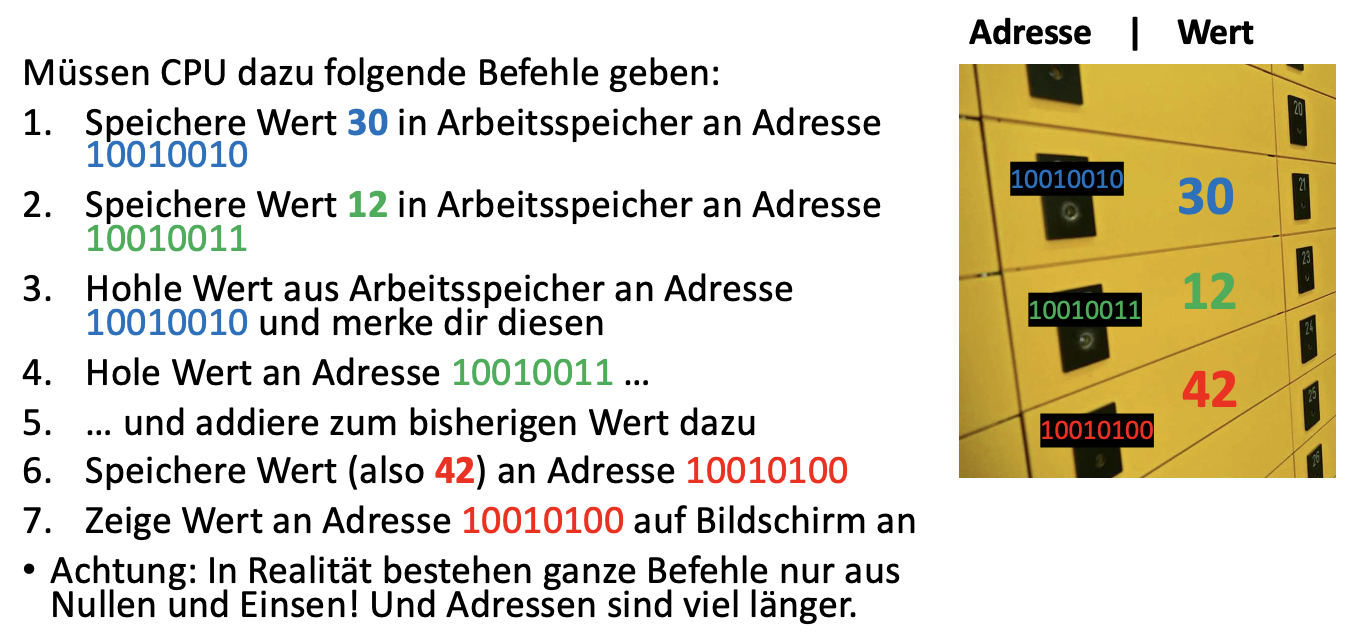 Adresse | Wert
Müssen CPU dazu folgende Befehle geben:
1. Speichere Wert 30 in Arbeitsspeicher an Adresse
10010010
2. Speichere Wert 12 in Arbeitsspeicher an Adresse
10010011
3. Hohle Wert aus Arbeitsspeicher an Adresse
10010010 und merke dir diesen
4. Hole Wert an Adresse 10010011 ...
5. ... und addiere zum bisherigen Wert dazu
6. Speichere Wert (also 42) an Adresse 10010100
7. Zeige Wert an Adresse 10010100 auf Bildschirm an
• Achtung: In Realität bestehen ganze Befehle nur aus
Nullen und Einsen! Und Adressen sind viel länger.
10010010 30
10010011 12
10010100 42
20
21
23
24
25
26